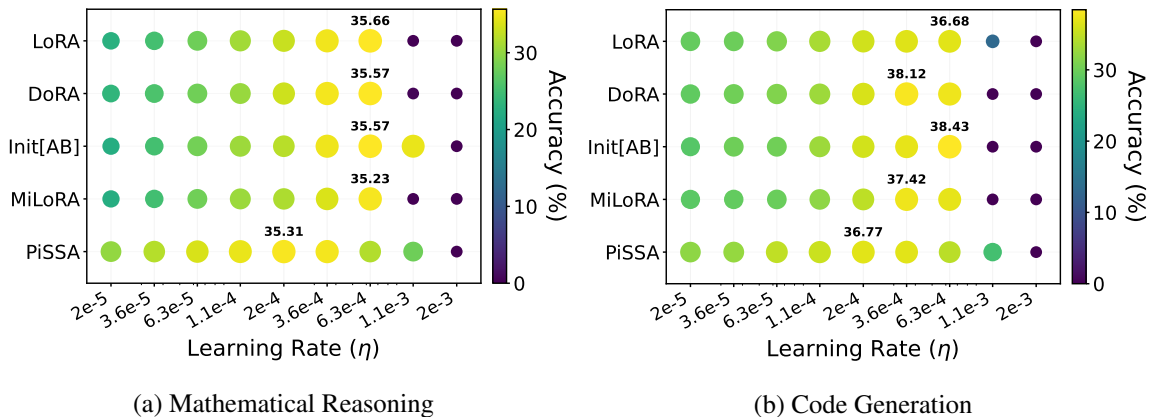 LoRA
DoRA
Init[AB]
MiLoRA
PiSSA
35.66
35.57
35.57
35.23
35.31
2e-5
3.6e-5
6.3e-5
1.1e-4
2e-4
3.6e-4
6.3e-4
1.1e-3
2e-3
Learning Rate (η)
30
20
10
0
Accuracy (%)
(a) Mathematical Reasoning
LoRA
DoRA
Init[AB]
MiLoRA
PiSSA
36.68
38.12
38.43
37.42
36.77
2e-5
3.6e-5
6.3e-5
1.1e-4
2e-4
3.6e-4
6.3e-4
1.1e-3
2e-3
Learning Rate (η)
30
20
10
0
Accuracy (%)
(b) Code Generation